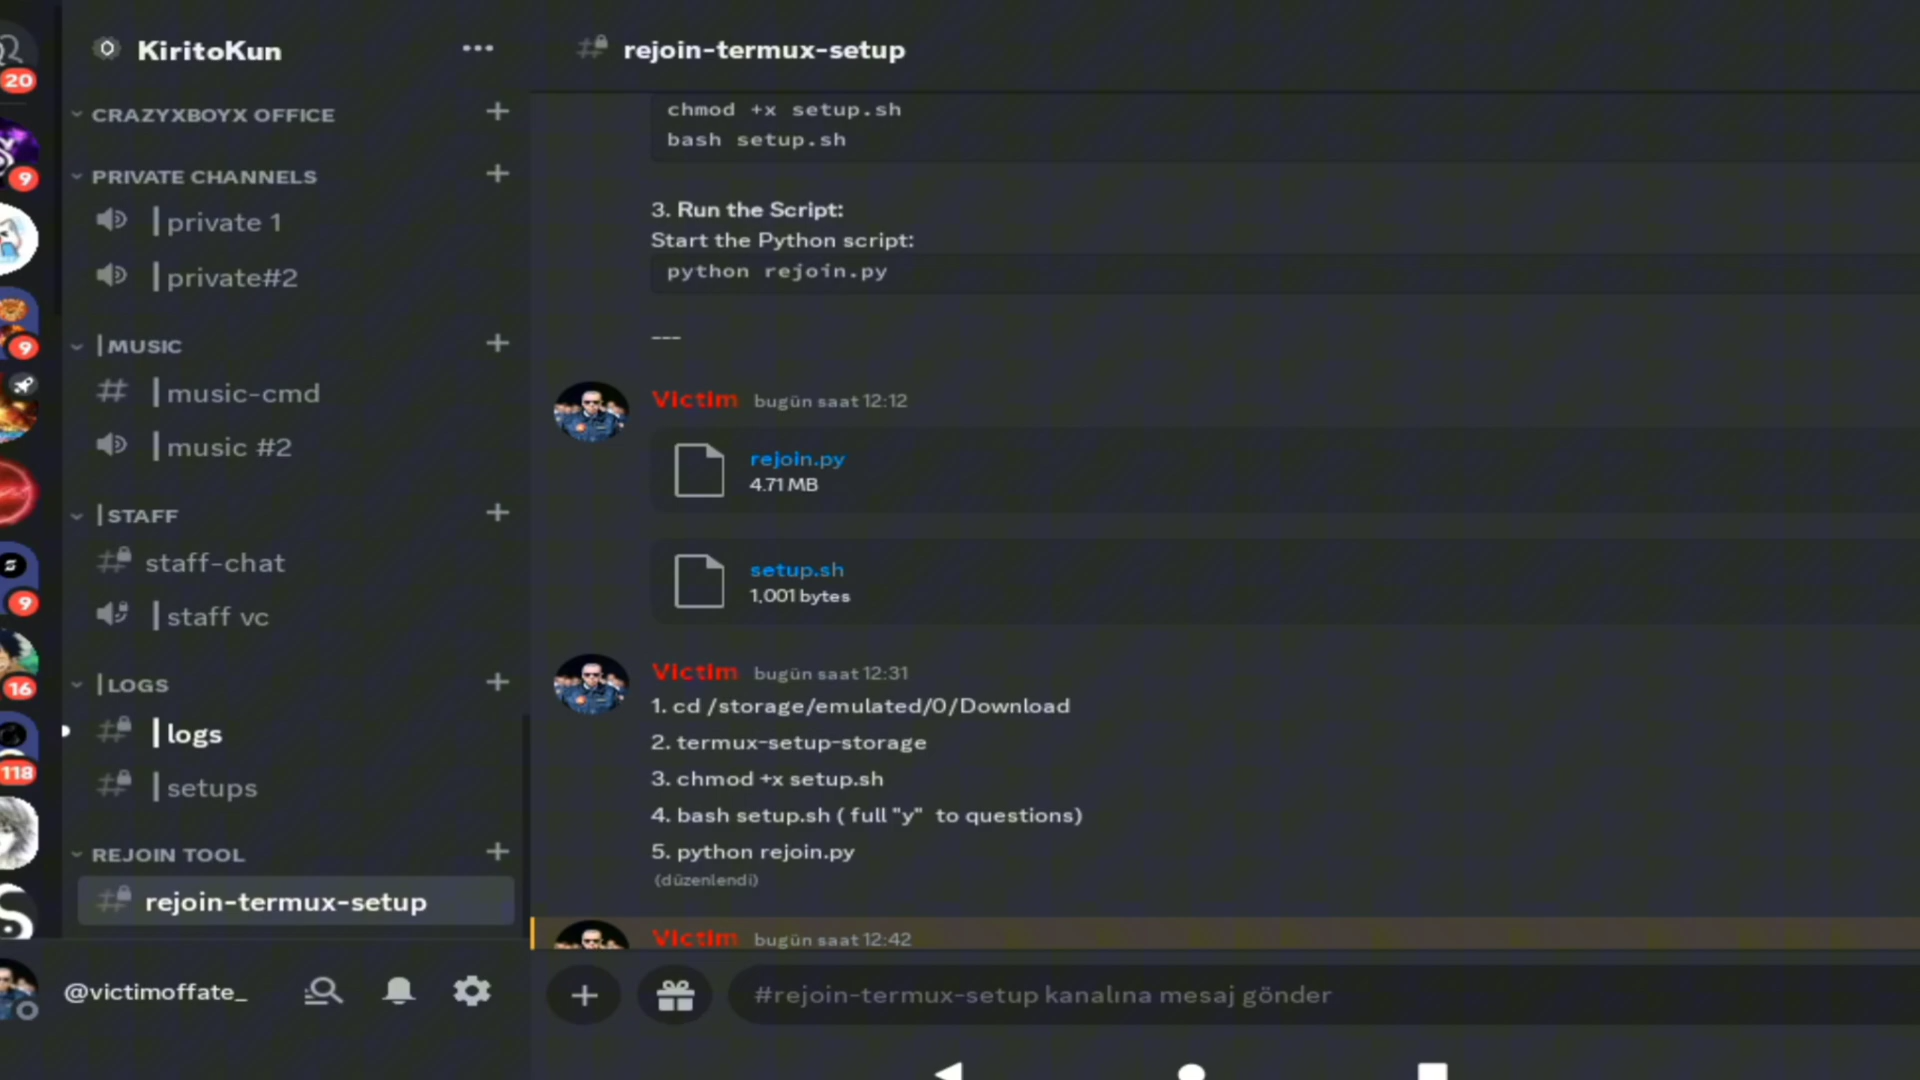 KiritoKun
rejoin-termux-setup
20
CRAZYXBOYX OFFICE
PRIVATE CHANNELS
| private 1
| private#2
9
| MUSIC
9
| music-cmd
| music #2
| STAFF
staff-chat
9
| staff vc
| LOGS
16
| logs
118
| setups
REJOIN TOOL
rejoin-termux-setup
@victimoffate_
chmod +x setup.sh
bash setup.sh
3. Run the Script:
Start the Python script:
python rejoin.py
---
Victim bugün saat 12:12
rejoin.py
4.71 MB
setup.sh
1,001 bytes
Victim bugün saat 12:31
1. cd /storage/emulated/0/Download
2. termux-setup-storage
3. chmod +x setup.sh
4. bash setup.sh ( full "y" to questions)
5. python rejoin.py
(düzenlendi)
Victim bugün saat 12:42
#rejoin-termux-setup kanalına mesaj gönder